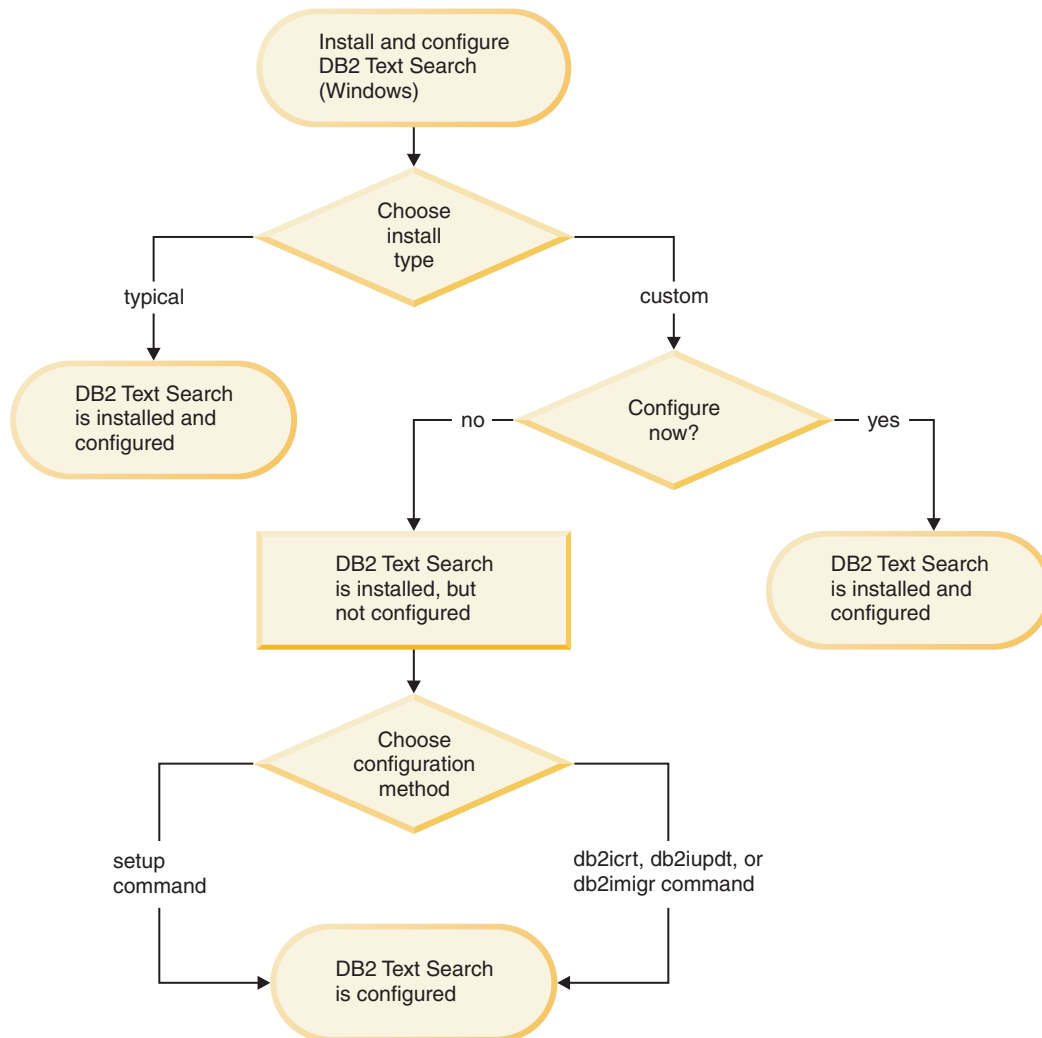 Install and configure
DB2 Text Search
(Windows)
Choose
install
type
typical
custom
DB2 Text Search
is installed and
configured
Configure
now?
no
yes
DB2 Text Search
is installed, but
not configured
DB2 Text Search
is installed and
configured
Choose
configuration
method
setup
command
db2icrt, db2iupdt, or
db2imigr command
DB2 Text Search
is configured